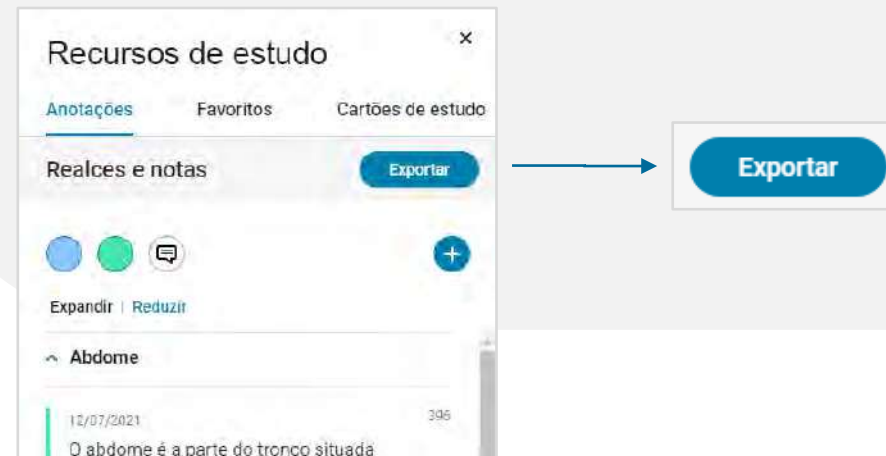 Recursos de estudo
×
Anotações Favoritos Cartões de estudo
Realces e notas Exportar
Exportar
+
Expandir | Reduzir
Abdome
12/07/2021 396
O abdome é a parte do tronco situada